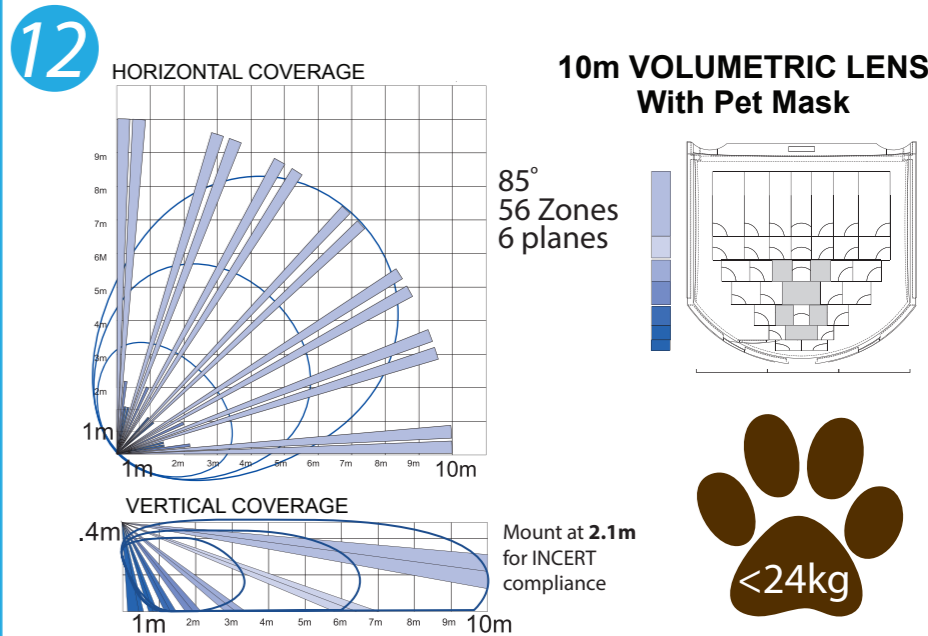 12
HORIZONTAL COVERAGE
10m VOLUMETRIC LENS
With Pet Mask
9m
8m
7m
6M
5m
4m
3m
2m
1m
1m 2m 3m 4m 5m 6m 7m 8m 9m 10m
85°
56 Zones
6 planes
VERTICAL COVERAGE
.4m
1m 2m 3m 4m 5m 6m 7m 8m 9m 10m
Mount at 2.1m
for INCERT
compliance
<24kg